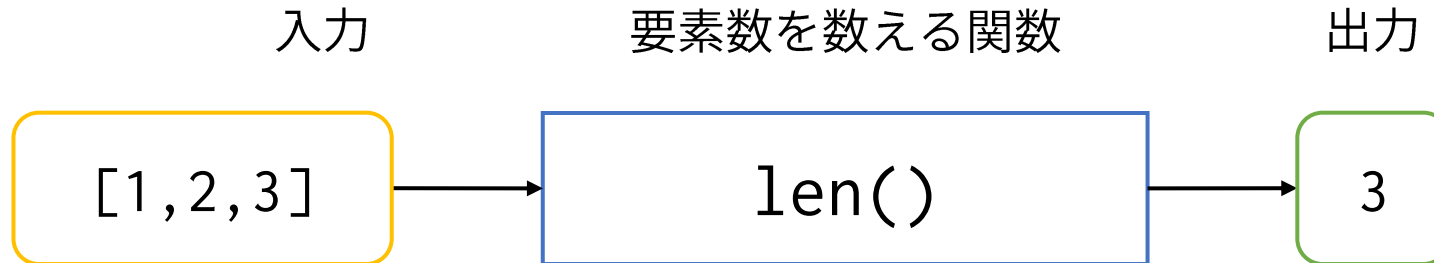 入力
要素数を数える関数
出力
[1,2,3]
len()
3